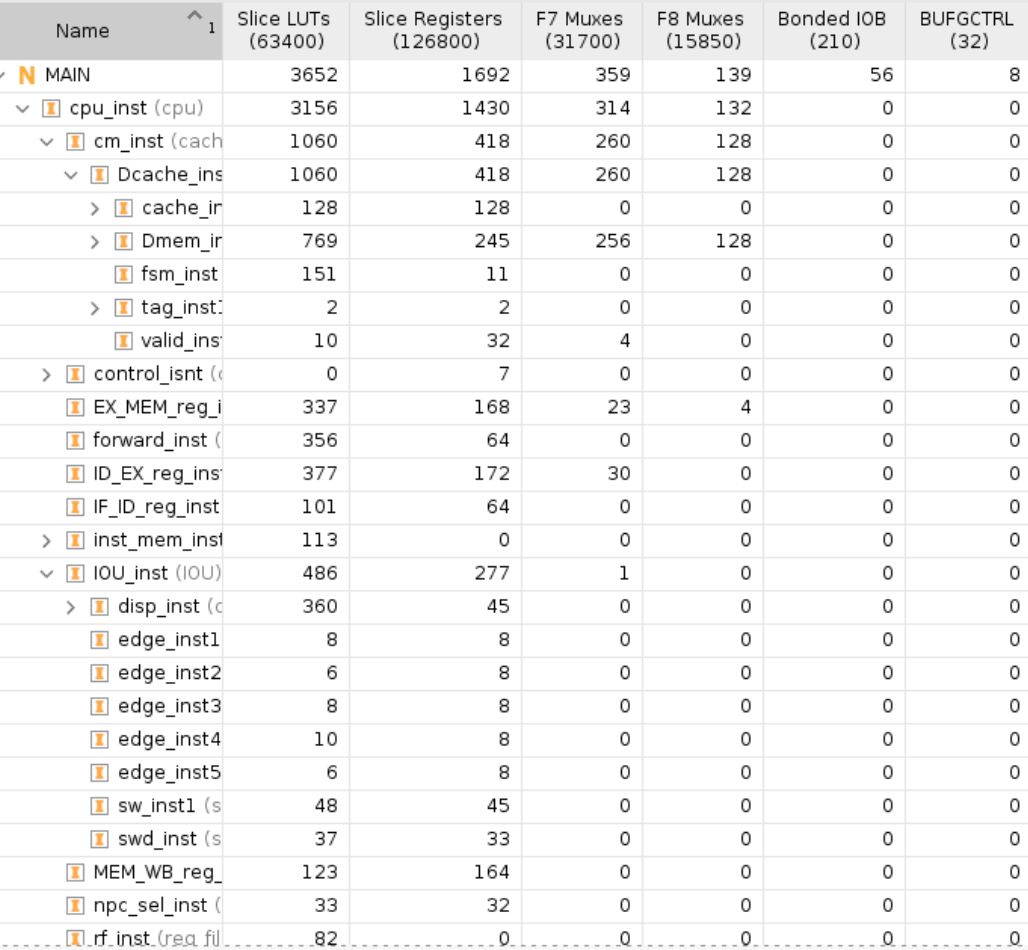 Name 1 Slice LUTs (63400) Slice Registers (126800) F7 Muxes (31700) F8 Muxes (15850) Bonded IOB (210) BUFGCTRL (32)
N MAIN 3652 1692 359 139 56 8
I cpu_inst (cpu) 3156 1430 314 132 0 0
I cm_inst (cach 1060 418 260 128 0 0
I Dcache_ins 1060 418 260 128 0 0
I cache_in 128 128 0 0 0 0
I Dmem_in 769 245 256 128 0 0
I fsm_inst 151 11 0 0 0 0
I tag_inst1 2 2 0 0 0 0
I valid_ins 10 32 4 0 0 0
I control_isnt (c 0 7 0 0 0 0
I EX_MEM_reg_i 337 168 23 4 0 0
I forward_inst ( 356 64 0 0 0 0
I ID_EX_reg_inst 377 172 30 0 0 0
I IF_ID_reg_inst 101 64 0 0 0 0
I inst_mem_inst 113 0 0 0 0 0
I IOU_inst (IOU) 486 277 1 0 0 0
I disp_inst (c 360 45 0 0 0 0
I edge_inst1 8 8 0 0 0 0
I edge_inst2 6 8 0 0 0 0
I edge_inst3 8 8 0 0 0 0
I edge_inst4 10 8 0 0 0 0
I edge_inst5 6 8 0 0 0 0
I sw_inst1 (s 48 45 0 0 0 0
I swd_inst (s 37 33 0 0 0 0
I MEM_WB_reg_ 123 164 0 0 0 0
I npc_sel_inst ( 33 32 0 0 0 0
I rf_inst (reg_fil 82 0 0 0 0 0